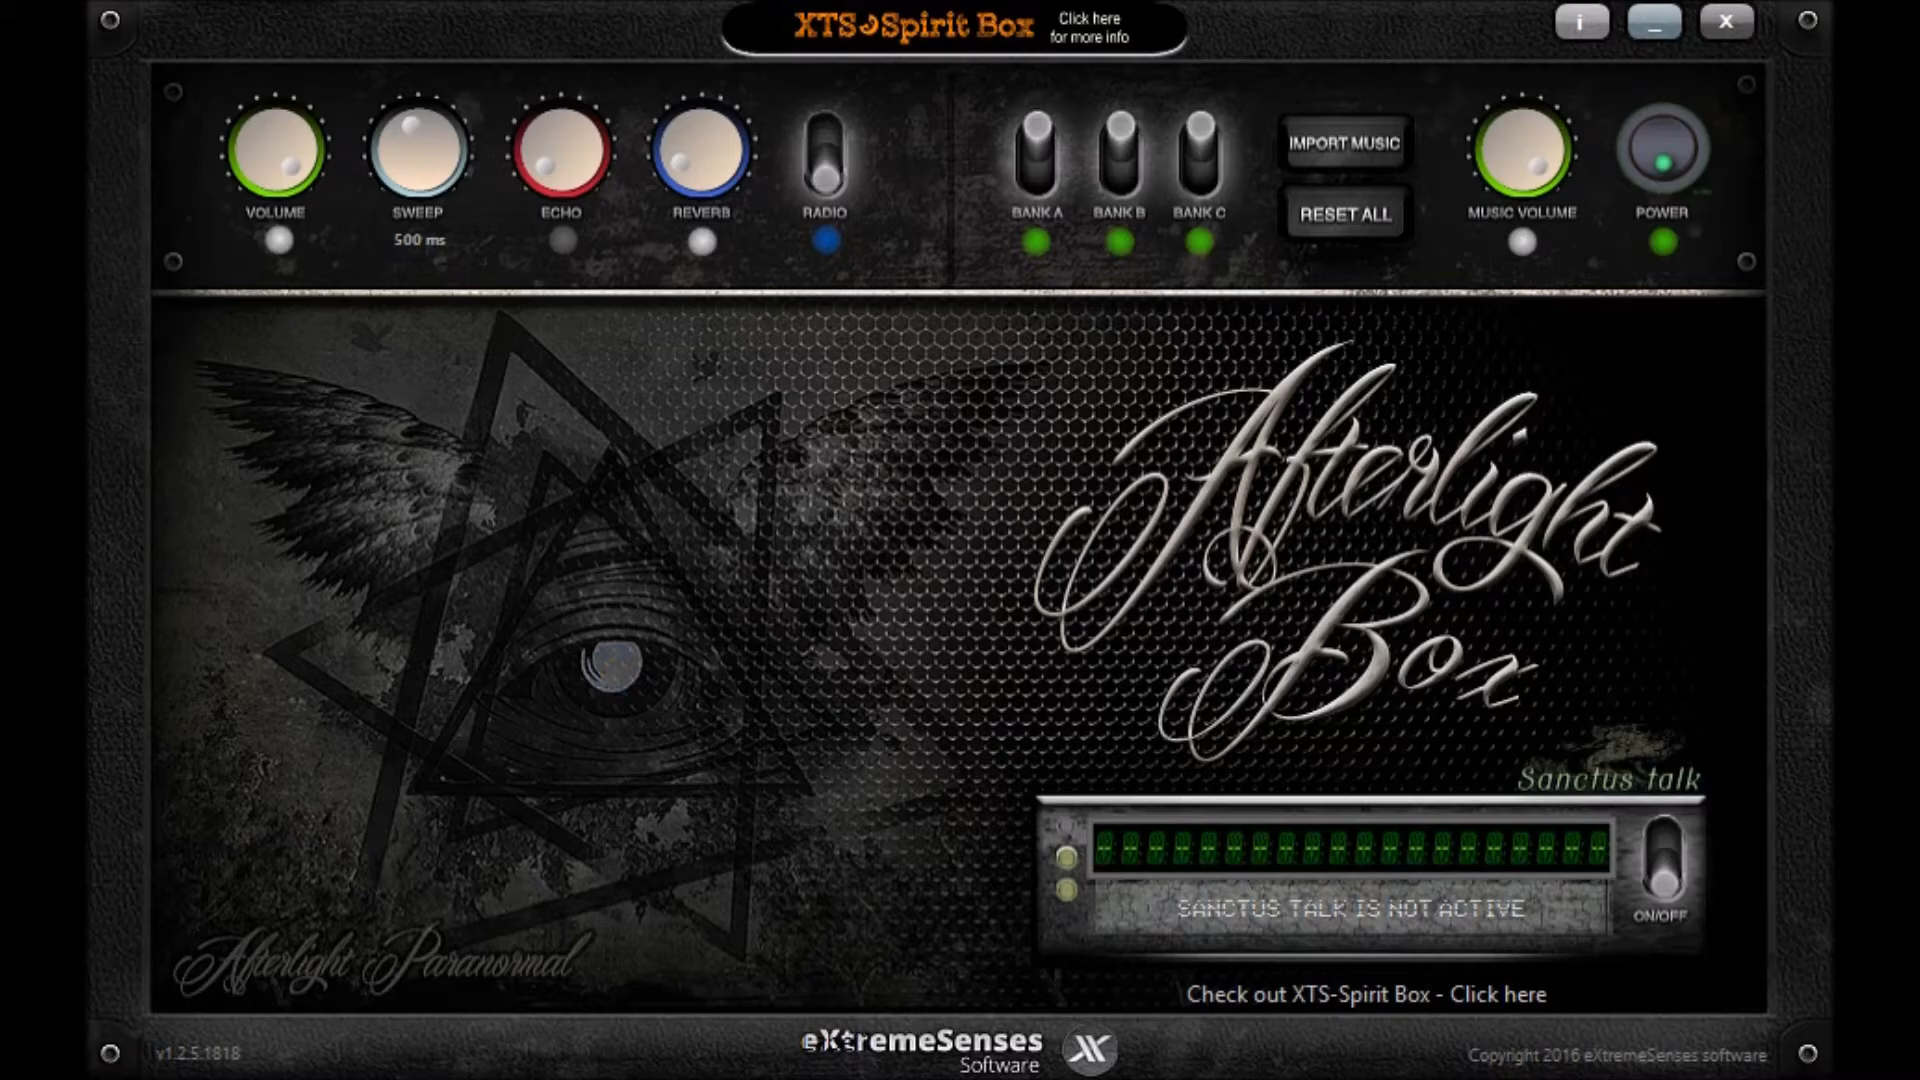 XTS Spirit Box
Click here
for more info
i _ X
VOLUME SWEEP ECHO REVERB RADIO
500 ms
BANK A BANK B BANK C
IMPORT MUSIC
RESET ALL
MUSIC VOLUME POWER
Afterlight
Box
Sanctus talk
SANCTUS TALK IS NOT ACTIVE
ON/OFF
Afterlight Paranormal
Check out XTS-Spirit Box - Click here
v1.2.5.1818
eXtremeSenses
Software
Copyright 2016 eXtremeSenses software